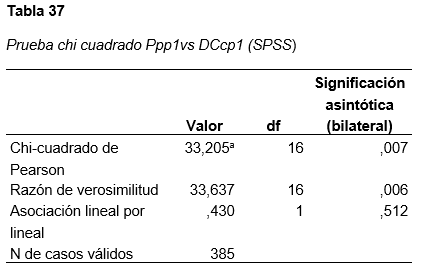 Tabla 37
Prueba chi cuadrado Ppp1vs DCcp1 (SPSS)
Significación
asintótica
Valor df (bilateral)
Chi-cuadrado de 33,205ª 16 ,007
Pearson
Razón de verosimilitud 33,637 16 ,006
Asociación lineal por ,430 1 ,512
lineal
N de casos válidos 385